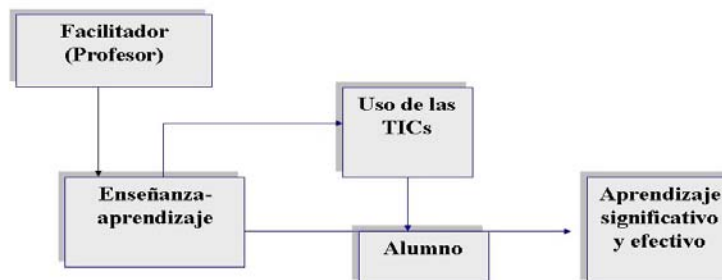 Facilitador
(Profesor)
Uso de las
TICs
Enseñanza-
aprendizaje
Alumno
Aprendizaje
significativo
y efectivo